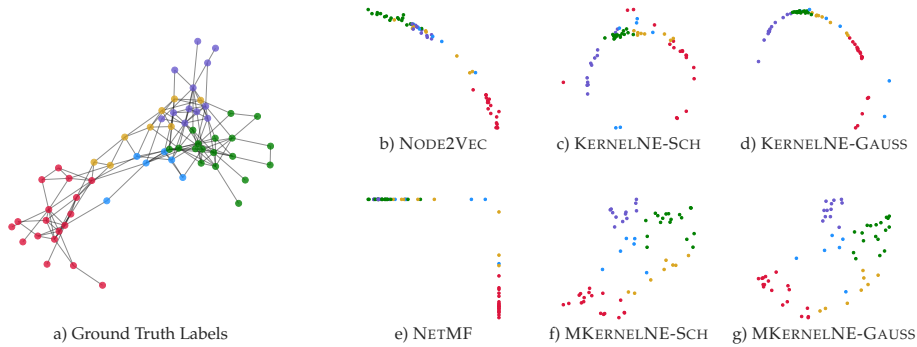 b) NODE2VEC
c) KERNELNE-SCH
d) KERNELNE-GAUSS
a) Ground Truth Labels
e) NETMF
f) MKERNELNE-SCH
g) MKERNELNE-GAUSS